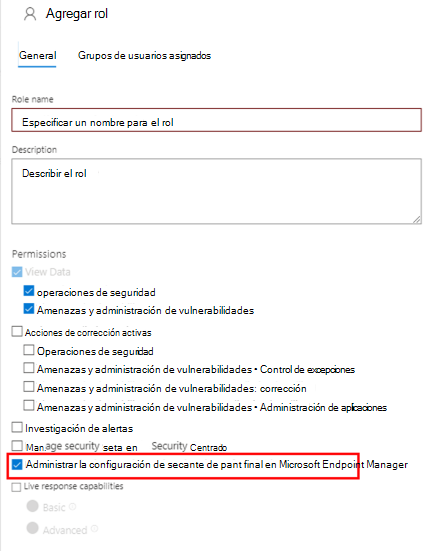 Agregar rol
General Grupos de usuarios asignados
Role name
Especificar un nombre para el rol
Description
Describir el rol
Permissions
View Data
operaciones de seguridad
Amenazas y administración de vulnerabilidades
Acciones de corrección activas
Operaciones de seguridad
Amenazas y administración de vulnerabilidades • Control de excepciones
Amenazas y administración de vulnerabilidades: corrección
Amenazas y administración de vulnerabilidades • Administración de aplicaciones
Investigación de alertas
Manage security seta en Security Centrado
Administrar la configuración de secante de pant final en Microsoft Endpoint Manager
Live response capabilities
Basic
Advanced